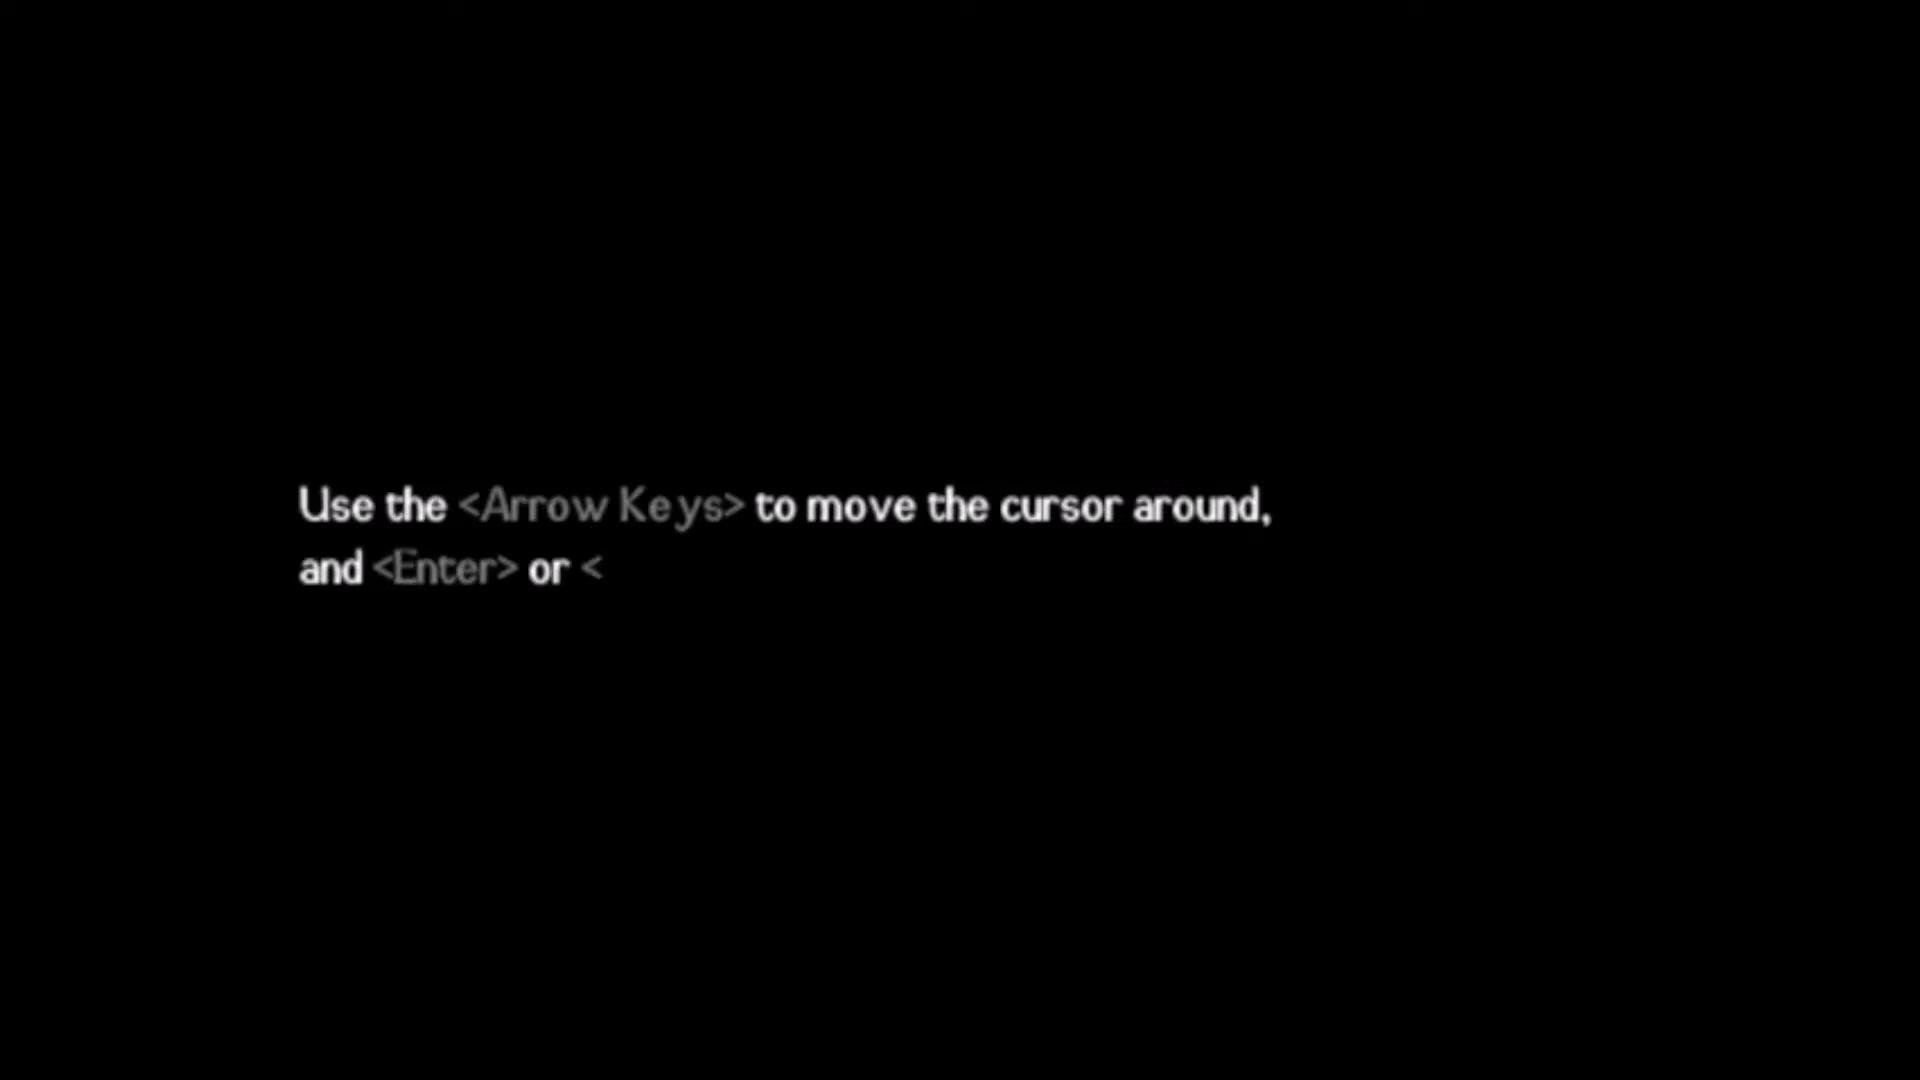 Use the <Arrow Keys> to move the cursor around,
and <Enter> or <